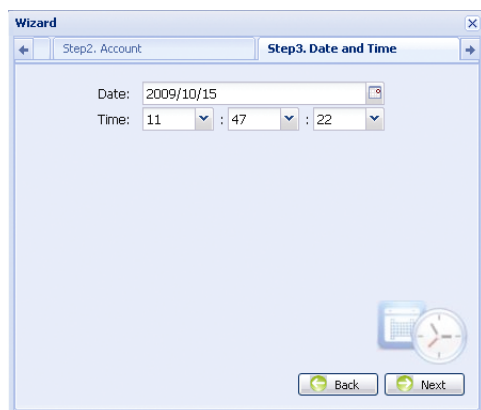 Wizard
Step2. Account
Step3. Date and Time
Date: 2009/10/15
Time: 11 : 47 : 22
Back
Next